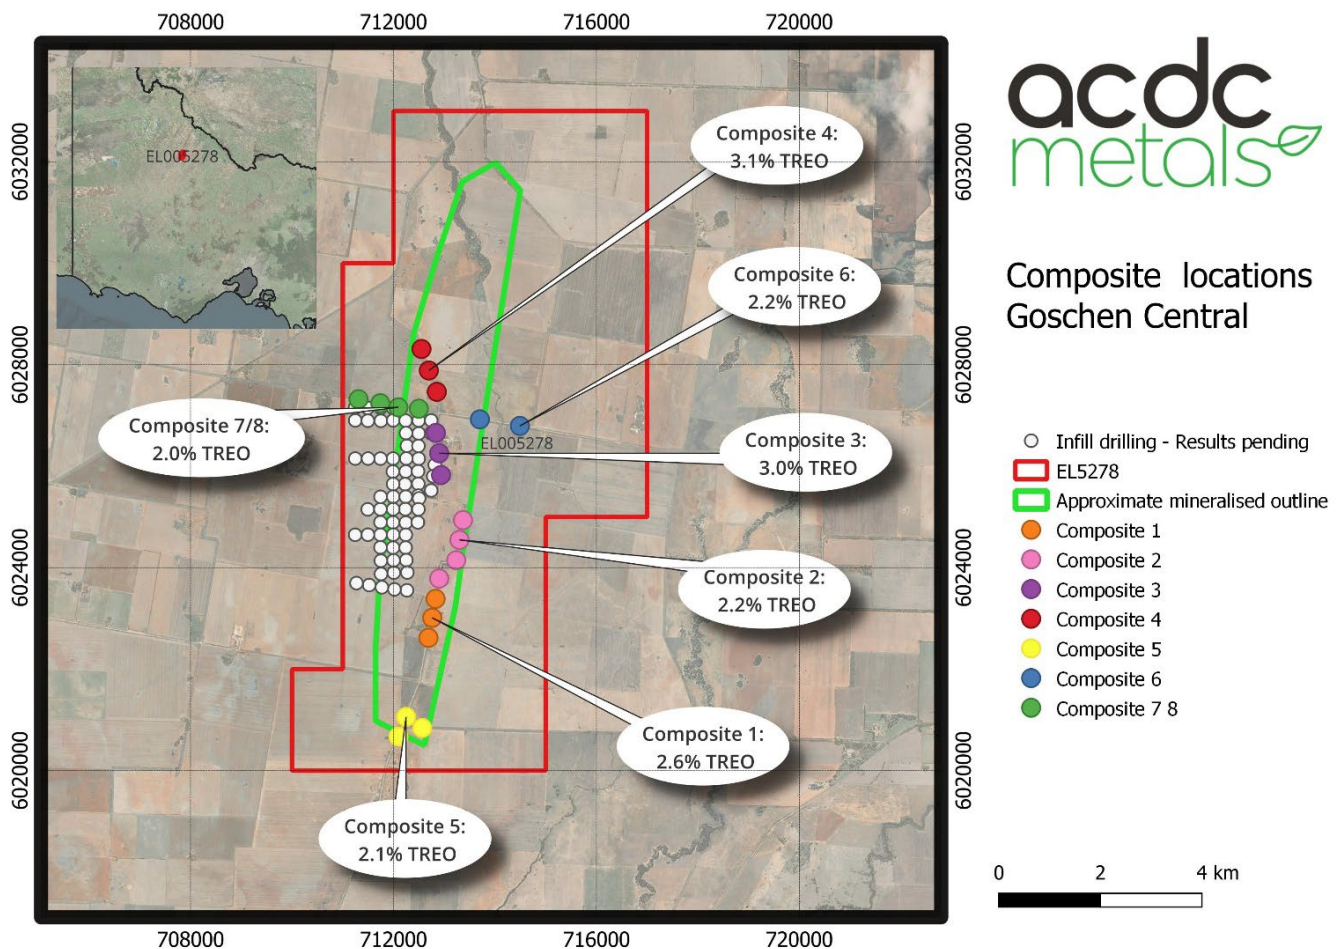 708000
712000
716000
720000
acdc
metals
EL005278
6032000
6032000
Composite 4:
3.1% TREO
Composite locations
Goschen Central
Composite 6:
2.2% TREO
6028000
6028000
Composite 7/8:
2.0% TREO
EL005278
Composite 3:
3.0% TREO
Infill drilling - Results pending
EL5278
Approximate mineralised outline
Composite 1
Composite 2
Composite 3
Composite 4
Composite 5
Composite 6
Composite 7 8
6024000
6024000
Composite 2:
2.2% TREO
Composite 1:
2.6% TREO
6020000
6020000
Composite 5:
2.1% TREO
0 2 4 km
708000
712000
716000
720000